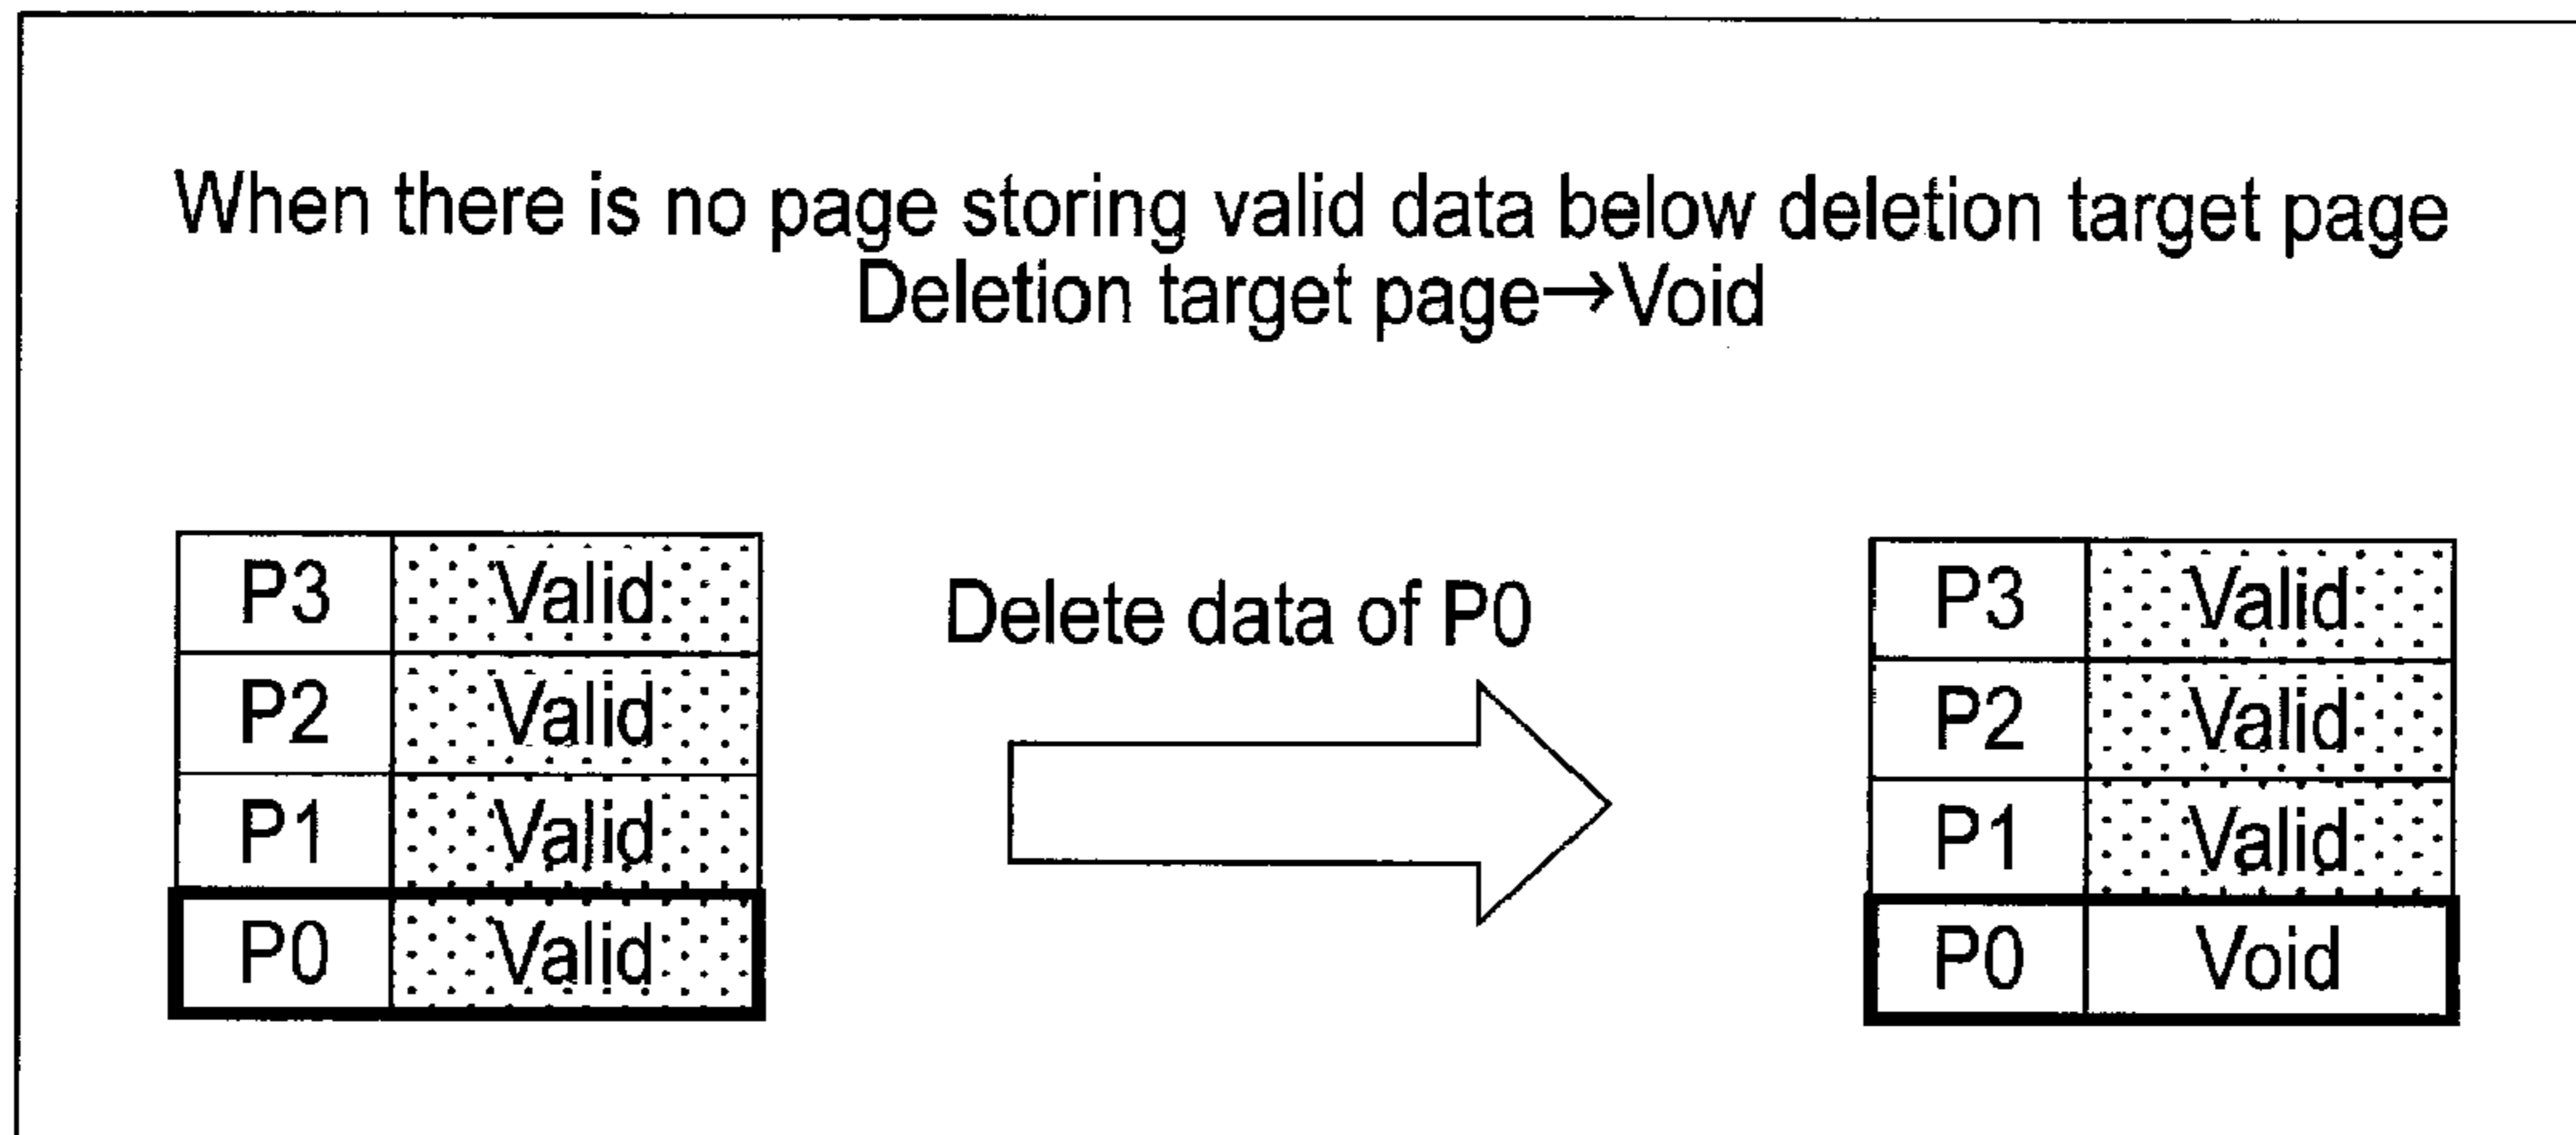 When there is no page storing valid data below deletion target page
Deletion target page→Void
P3 Valid
P2 Valid
P1 Valid
P0 Valid
Delete data of P0
P3 Valid
P2 Valid
P1 Valid
P0 Void